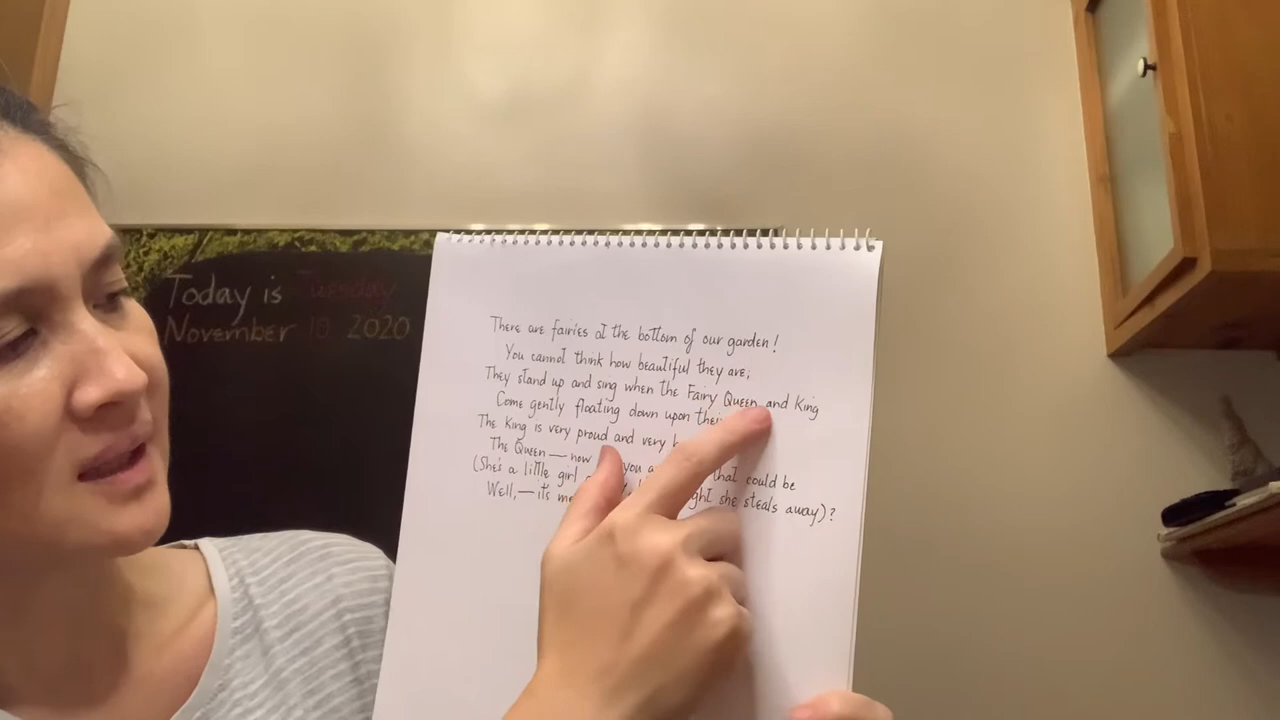 Today is Tuesday
November 10 2020
There are fairies at the bottom of our garden!
You cannot think how beautiful they are;
They stand up and sing when the Fairy Queen and King
Come gently floating down upon their
The King is very proud and very
The Queen — now you that could be
(She's a little girl she steals away)?
Well, — it's me